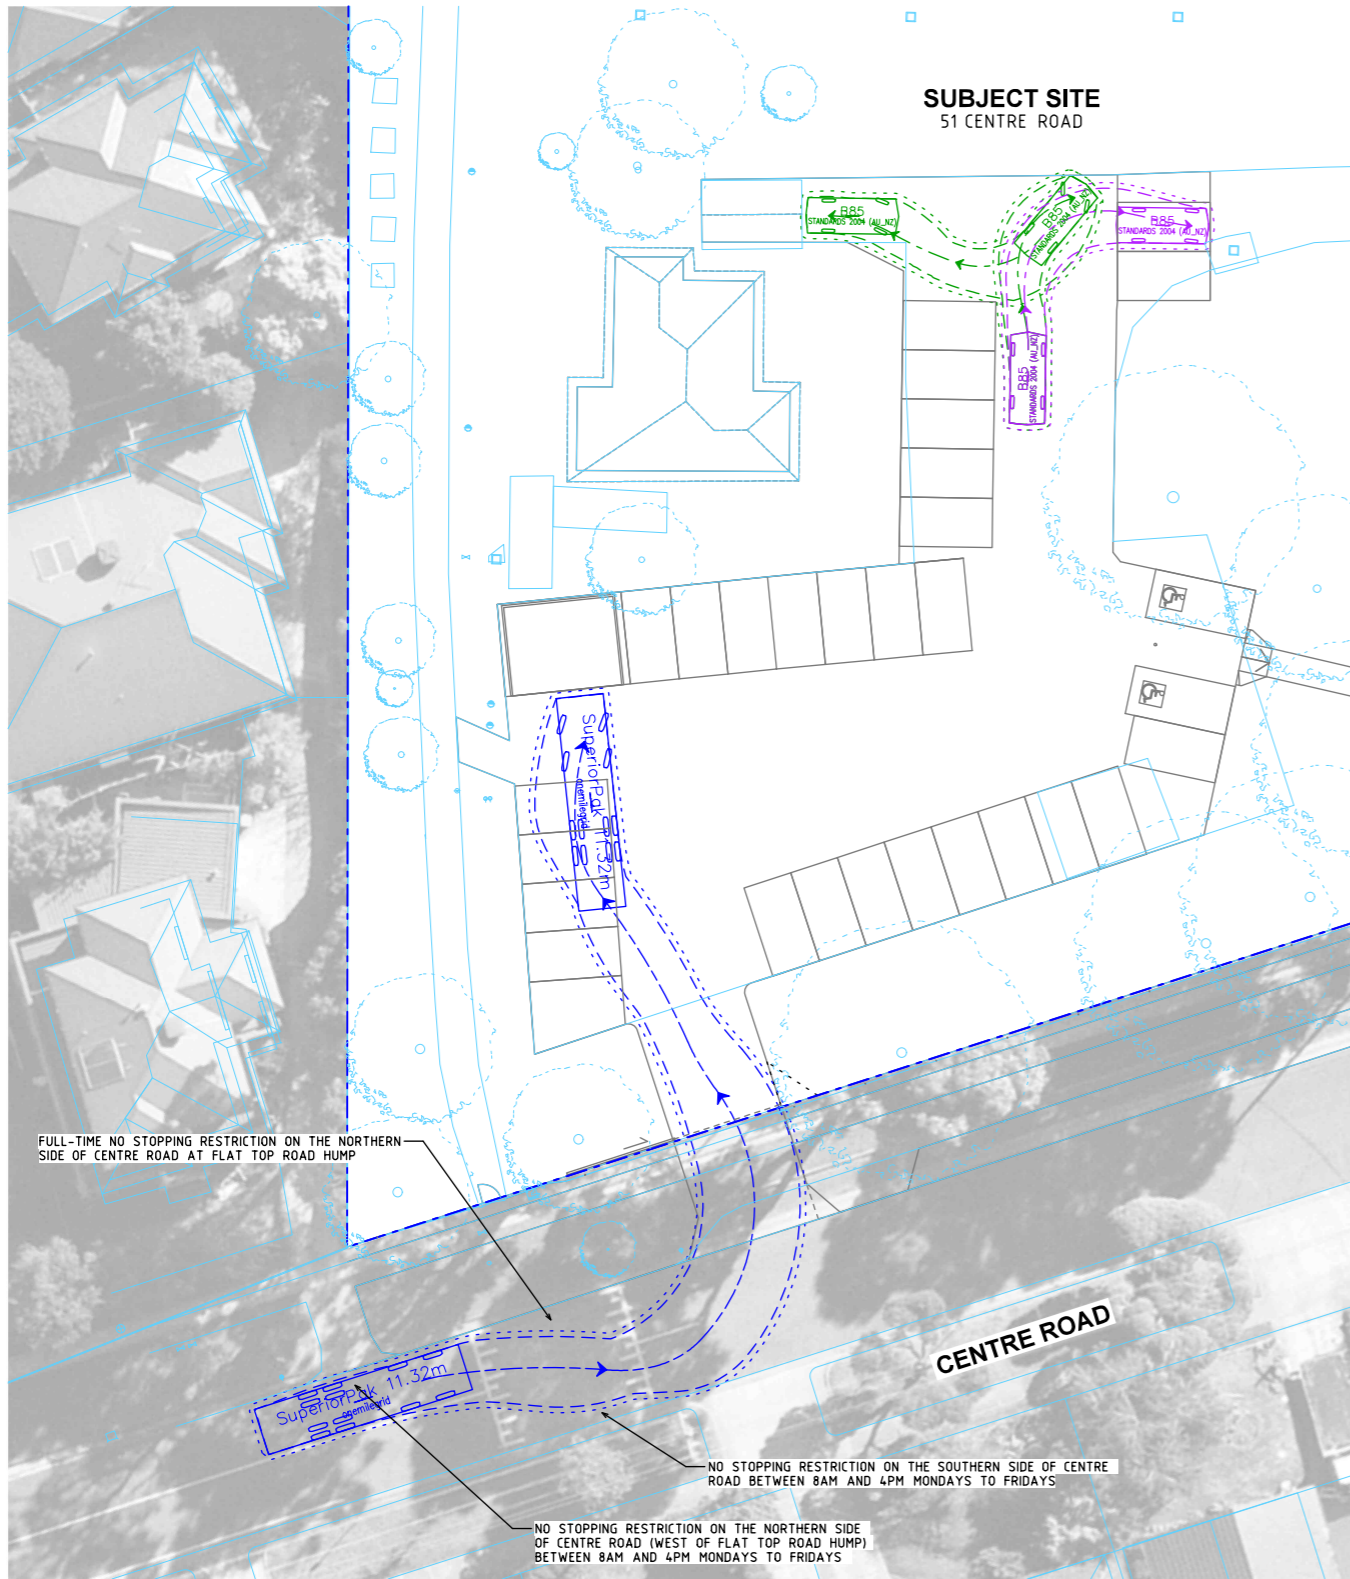 SUBJECT SITE
51 CENTRE ROAD
B85
STANDARDS 2004 (AU_NZ)
B85
STANDARDS 2004 (AU_NZ)
B85
STANDARDS 2004 (AU_NZ)
B85
STANDARDS 2004 (AU_NZ)
SuperiorPak 11.32m
onemilegrid
FULL-TIME NO STOPPING RESTRICTION ON THE NORTHERN
SIDE OF CENTRE ROAD AT FLAT TOP ROAD HUMP
CENTRE ROAD
SuperiorPak 11.32m
onemilegrid
NO STOPPING RESTRICTION ON THE SOUTHERN SIDE OF CENTRE
ROAD BETWEEN 8AM AND 4PM MONDAYS TO FRIDAYS
NO STOPPING RESTRICTION ON THE NORTHERN SIDE
OF CENTRE ROAD (WEST OF FLAT TOP ROAD HUMP)
BETWEEN 8AM AND 4PM MONDAYS TO FRIDAYS